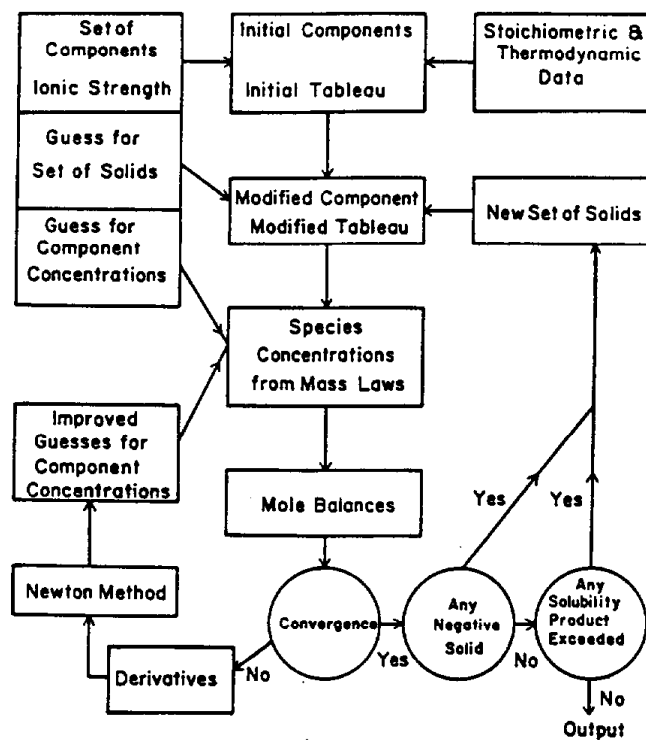 Set of
Components
Ionic Strength
Initial Components
Initial Tableau
Stoichiometric &
Thermodynamic
Data
Guess for
Set of Solids
Modified Component
Modified Tableau
New Set of Solids
Guess for
Component
Concentrations
Species
Concentrations
from Mass Laws
Improved
Guesses for
Component
Concentrations
Mole Balances
Yes
Yes
Newton Method
Convergence
Any
Negative
Solid
Any
Solubility
Product
Exceeded
Derivatives
No
Yes
No
No
Output